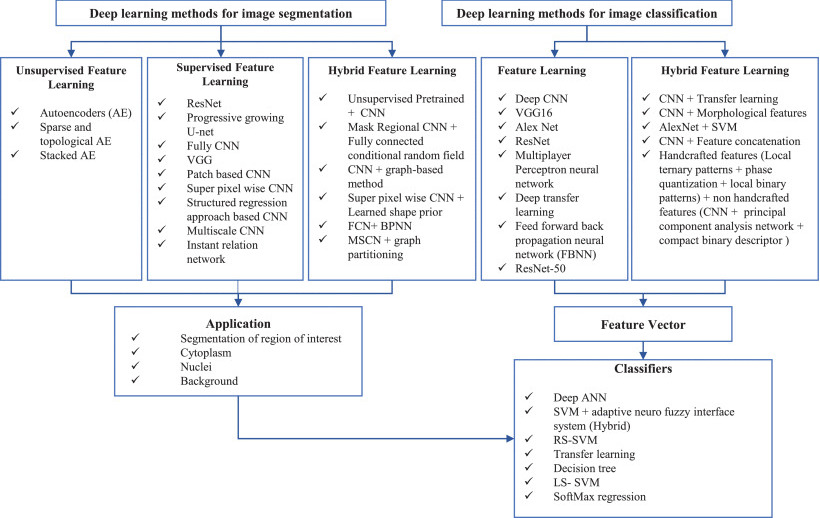 Deep learning methods for image segmentation
Deep learning methods for image classification
Unsupervised Feature
Learning
✓ Autoencoders (AE)
✓ Sparse and
topological AE
✓ Stacked AE
Supervised Feature
Learning
✓ ResNet
✓ Progressive growing
U-net
✓ Fully CNN
✓ VGG
✓ Patch based CNN
✓ Super pixel wise CNN
✓ Structured regression
approach based CNN
✓ Multiscale CNN
✓ Instant relation
network
Hybrid Feature Learning
✓ Unsupervised Pretrained
+ CNN
✓ Mask Regional CNN +
Fully connected
conditional random field
✓ CNN + graph-based
method
✓ Super pixel wise CNN +
Learned shape prior
✓ FCN+ BPNN
✓ MSCN + graph
partitioning
Feature Learning
✓ Deep CNN
✓ VGG16
✓ Alex Net
✓ ResNet
✓ Multiplayer
Perceptron neural
network
✓ Deep transfer
learning
✓ Feed forward back
propagation neural
network (FBNN)
✓ ResNet-50
Hybrid Feature Learning
✓ CNN + Transfer learning
✓ CNN + Morphological features
✓ AlexNet + SVM
✓ CNN + Feature concatenation
✓ Handcrafted features (Local
ternary patterns + phase
quantization + local binary
patterns) + non handcrafted
features (CNN + principal
component analysis network +
compact binary descriptor )
Application
✓ Segmentation of region of interest
✓ Cytoplasm
✓ Nuclei
✓ Background
Feature Vector
Classifiers
✓ Deep ANN
✓ SVM + adaptive neuro fuzzy interface
system (Hybrid)
✓ RS-SVM
✓ Transfer learning
✓ Decision tree
✓ LS- SVM
✓ SoftMax regression